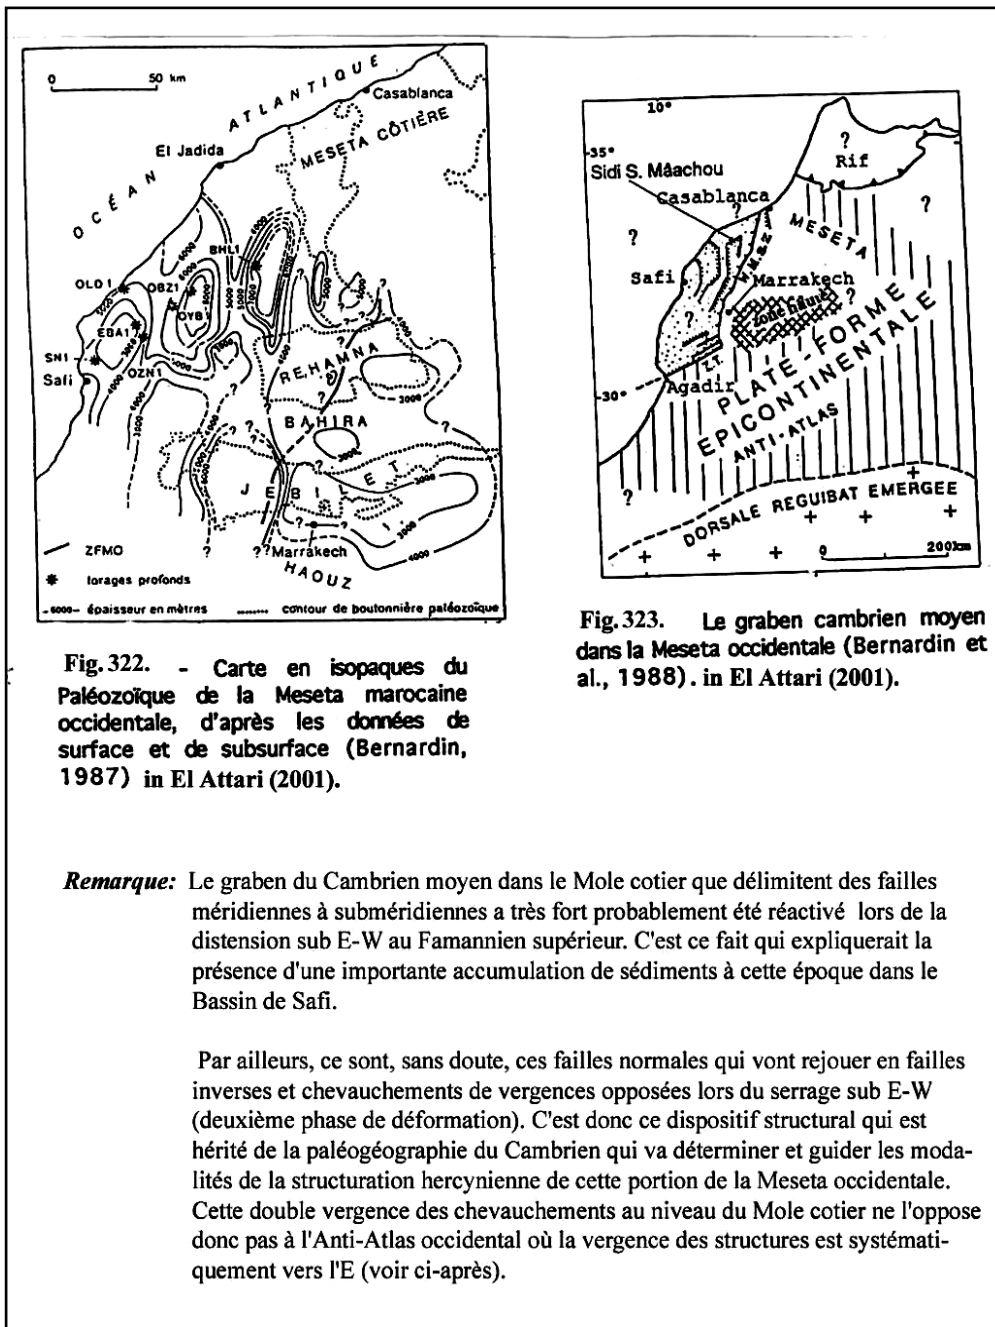 0 50 km
OCÉAN ATLANTIQUE
Casablanca
MESETA CÔTIÈRE
El Jadida
BHL1
OLO1
OBZ1
OYB1
EBA1
SN1
Safi
OZN1
REHAMNA
BAHIRA
JEBILET
Marrakech
HAOUZ
ZFMO
forages profonds
-6000- épaisseur en mètres
contour de boutonnière paléozoïque
Fig. 322. - Carte en isopaques du
Paléozoïque de la Meseta marocaine
occidentale, d'après les données de
surface et de subsurface (Bernardin,
1987) in El Attari (2001).
10°
-35°
Rif
Sidi S. Mâachou
Casablanca
MESETA
Safi
Marrakech
zone haute
Z.T.
Agadir
-30°
PLATE-FORME
EPICONTINENTALE
ANTI-ATLAS
DORSALE REGUIBAT EMERGEE
0 200km
Fig. 323. Le graben cambrien moyen
dans la Meseta occidentale (Bernardin et
al., 1988). in El Attari (2001).
Remarque: Le graben du Cambrien moyen dans le Mole cotier que délimitent des failles
méridiennes à subméridiennes a très fort probablement été réactivé lors de la
distension sub E-W au Famannien supérieur. C'est ce fait qui expliquerait la
présence d'une importante accumulation de sédiments à cette époque dans le
Bassin de Safi.
Par ailleurs, ce sont, sans doute, ces failles normales qui vont rejouer en failles
inverses et chevauchements de vergences opposées lors du serrage sub E-W
(deuxième phase de déformation). C'est donc ce dispositif structural qui est
hérité de la paléogéographie du Cambrien qui va déterminer et guider les moda-
lités de la structuration hercynienne de cette portion de la Meseta occidentale.
Cette double vergence des chevauchements au niveau du Mole cotier ne l'oppose
donc pas à l'Anti-Atlas occidental où la vergence des structures est systémati-
quement vers l'E (voir ci-après).